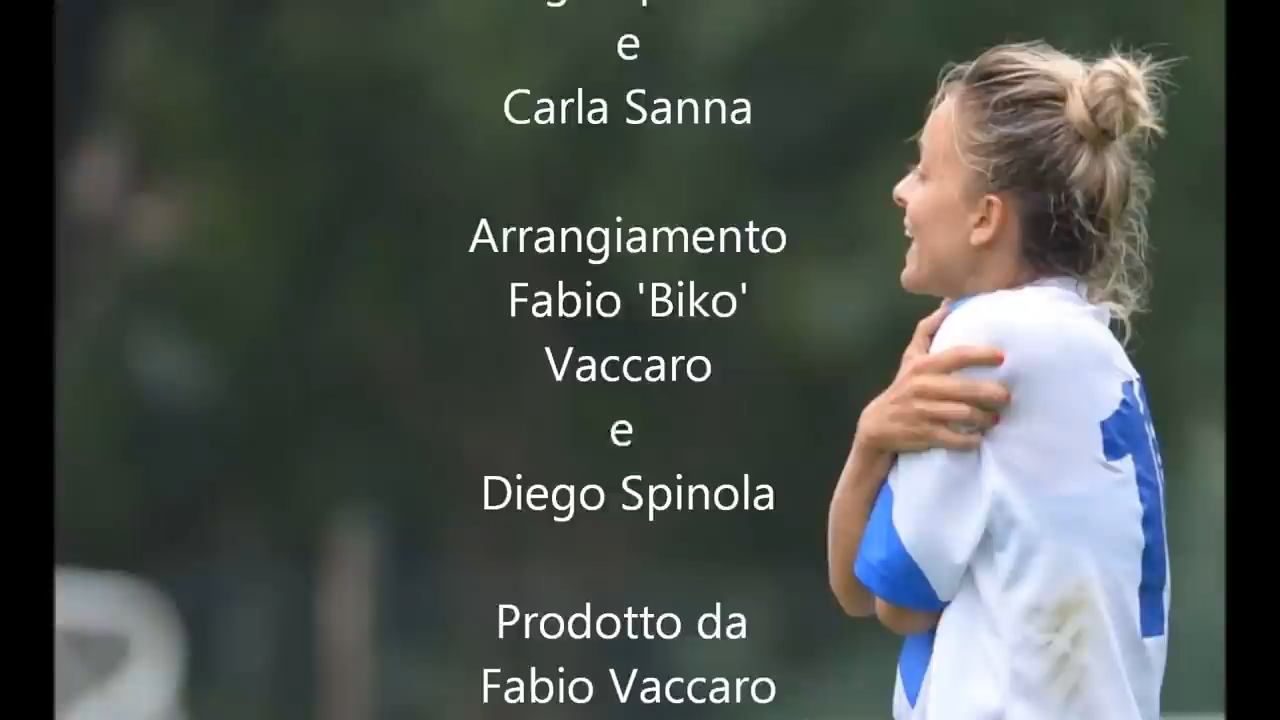 e
Carla Sanna
Arrangiamento
Fabio 'Biko'
Vaccaro
e
Diego Spinola
Prodotto da
Fabio Vaccaro